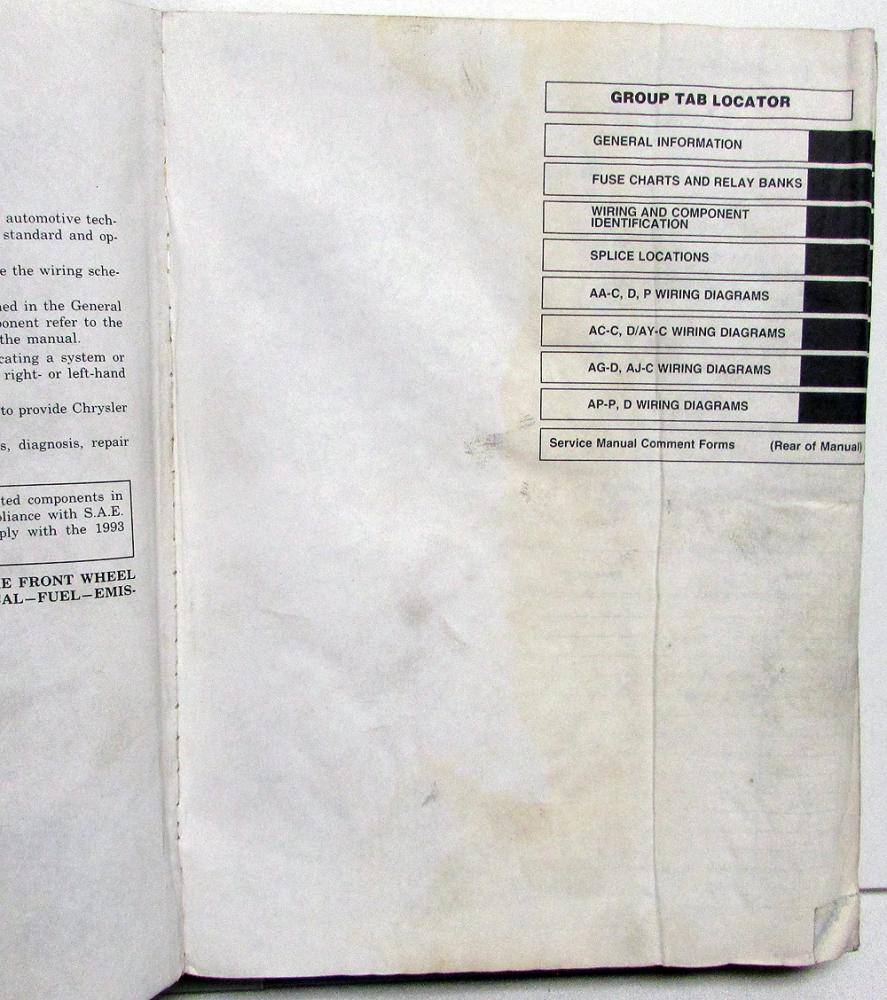 automotive tech-
standard and op-
e the wiring sche-
ed in the General
onent refer to the
the manual.
cating a system or
right- or left-hand
to provide Chrysler
s, diagnosis, repair
ted components in
liance with S.A.E.
ply with the 1993
E FRONT WHEEL
AL—FUEL—EMIS-
GROUP TAB LOCATOR
GENERAL INFORMATION
FUSE CHARTS AND RELAY BANKS
WIRING AND COMPONENT
IDENTIFICATION
SPLICE LOCATIONS
AA-C, D, P WIRING DIAGRAMS
AC-C, D/AY-C WIRING DIAGRAMS
AG-D, AJ-C WIRING DIAGRAMS
AP-P, D WIRING DIAGRAMS
Service Manual Comment Forms (Rear of Manual)